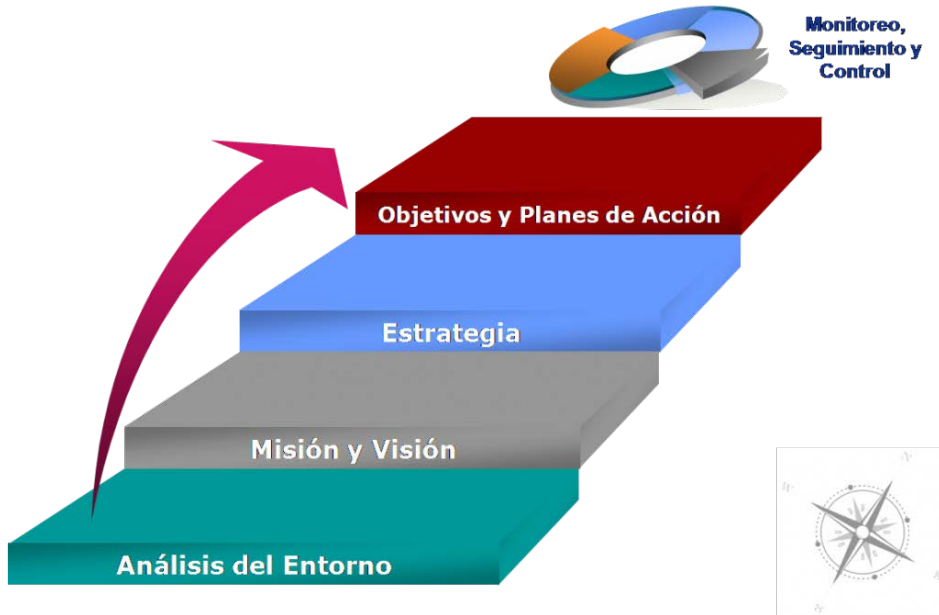 Monitoreo,
Seguimiento y
Control
Objetivos y Planes de Acción
Estrategia
Misión y Visión
Análisis del Entorno